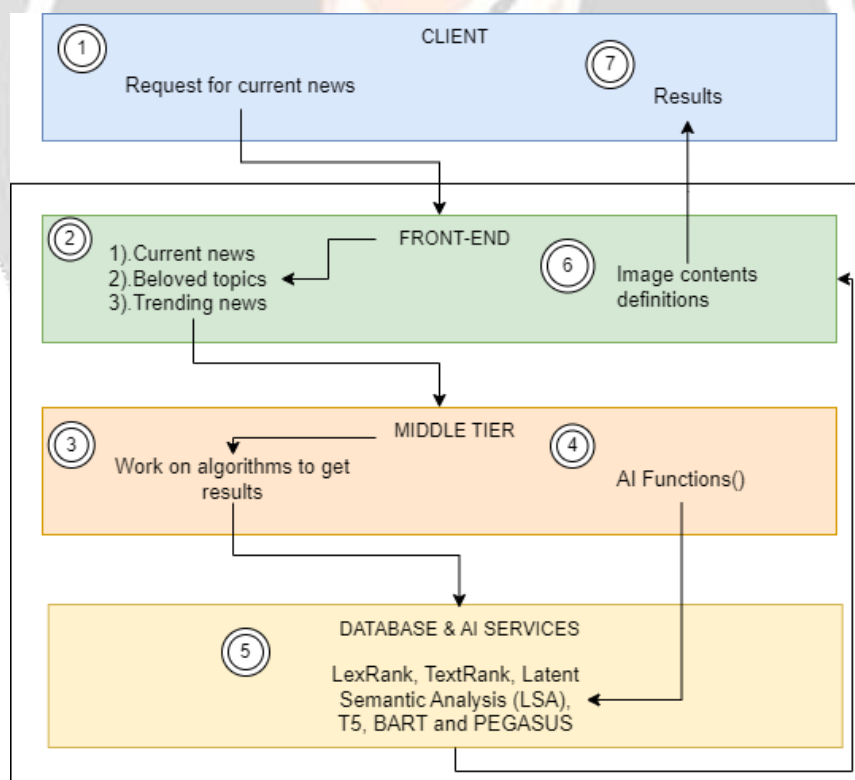 CLIENT
1
Request for current news
7
Results
FRONT-END
2
1).Current news
2).Beloved topics
3).Trending news
6
Image contents
definitions
MIDDLE TIER
3
Work on algorithms to get
results
4
AI Functions()
DATABASE & AI SERVICES
5
LexRank, TextRank, Latent
Semantic Analysis (LSA),
T5, BART and PEGASUS